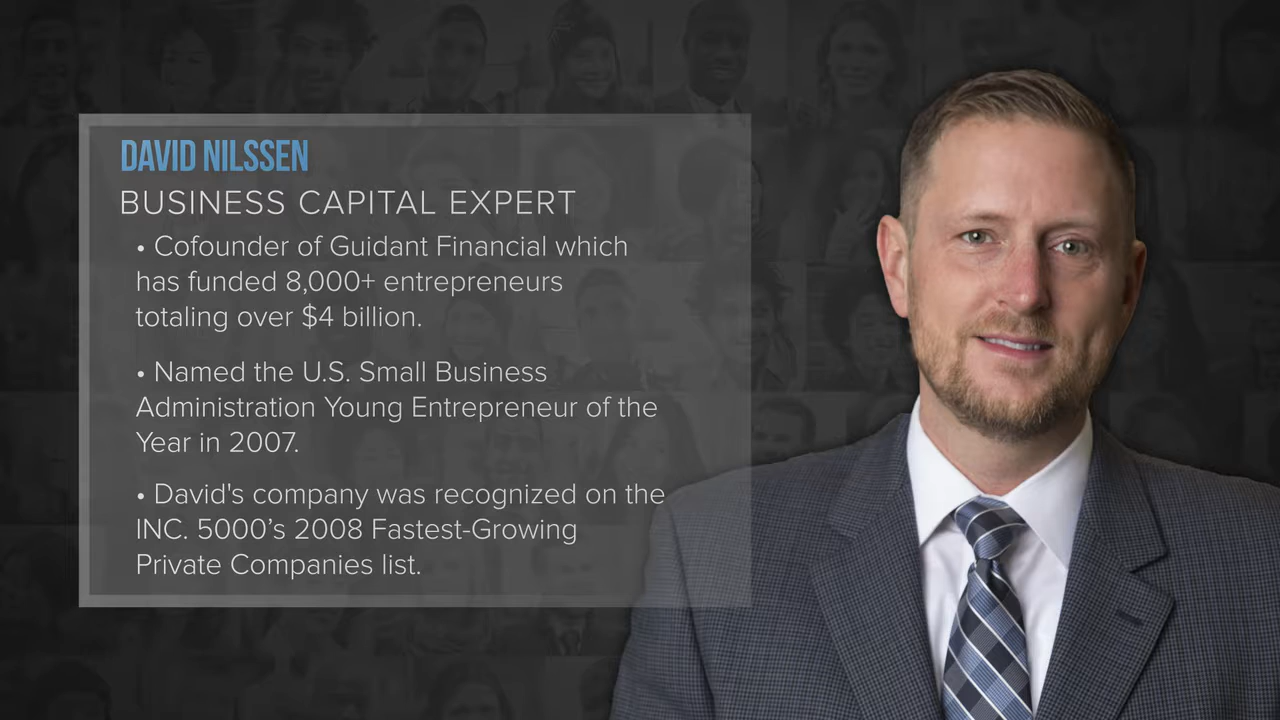 DAVID NILSSEN
BUSINESS CAPITAL EXPERT
• Cofounder of Guidant Financial which
has funded 8,000+ entrepreneurs
totaling over $4 billion.
• Named the U.S. Small Business
Administration Young Entrepreneur of the
Year in 2007.
• David's company was recognized on the
INC. 5000’s 2008 Fastest-Growing
Private Companies list.